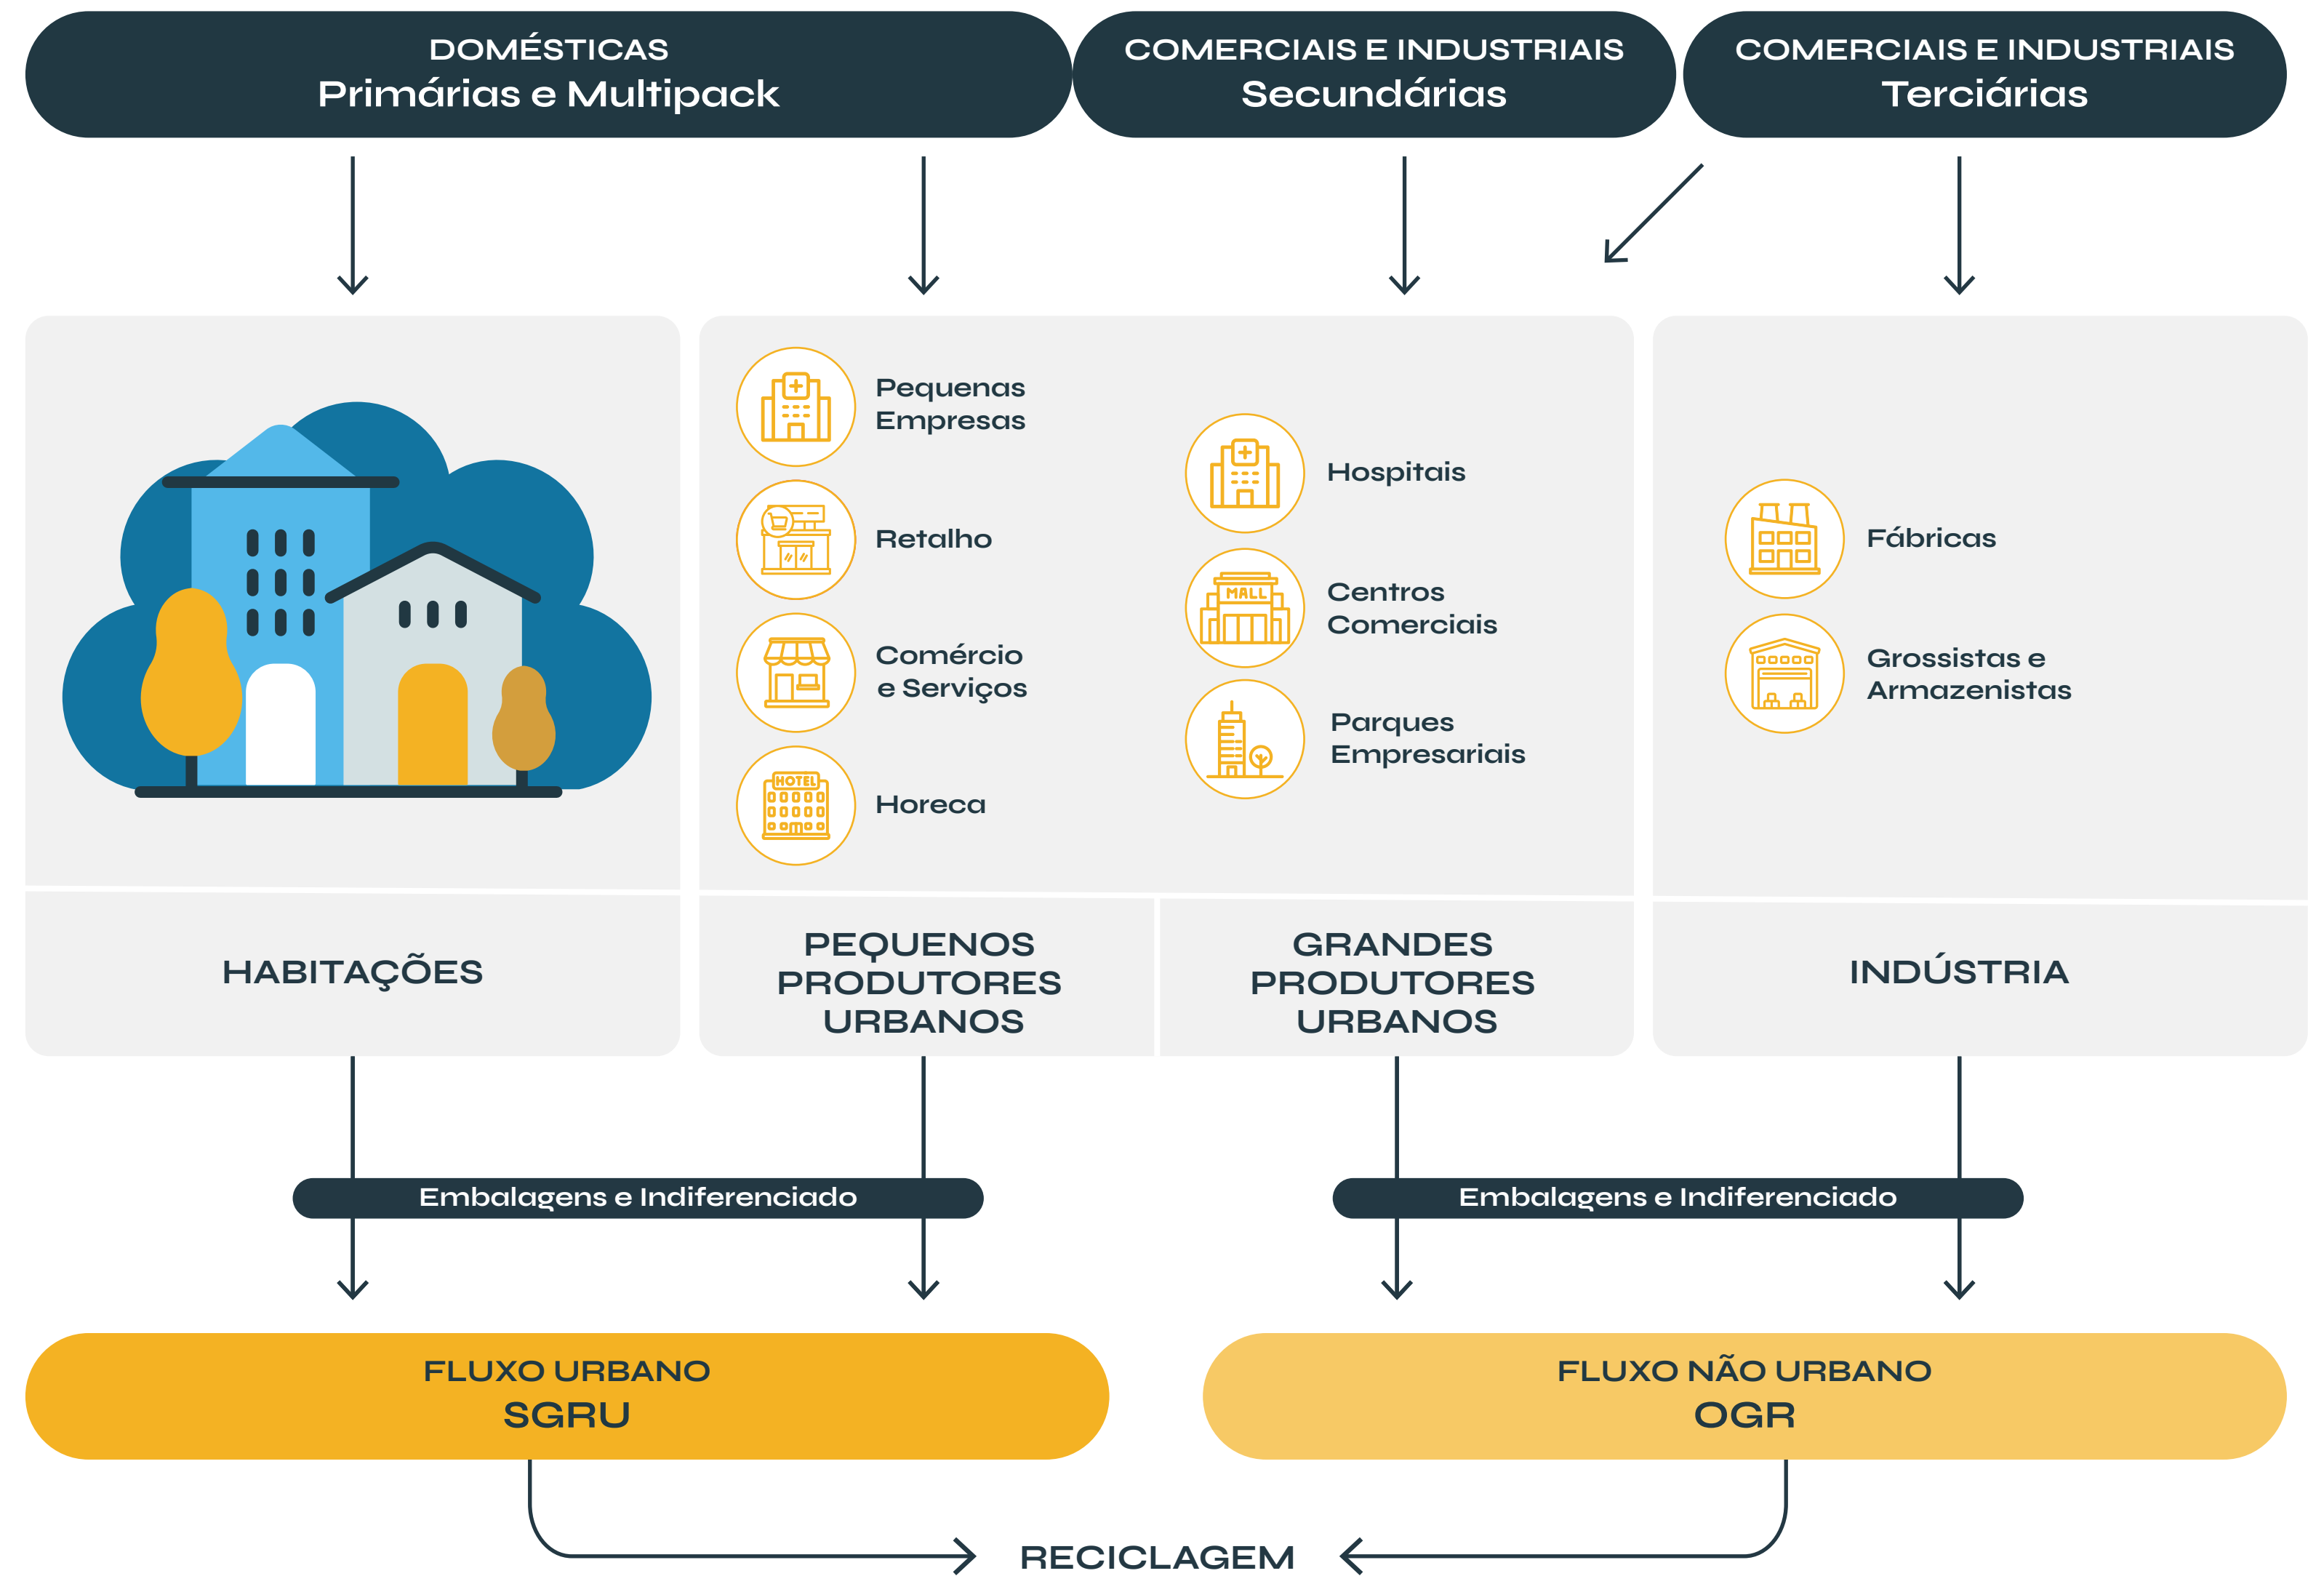 DOMÉSTICAS
Primárias e Multipack
COMERCIAIS E INDUSTRIAIS
Secundárias
COMERCIAIS E INDUSTRIAIS
Terciárias
Pequenas
Empresas
Retalho
Comércio
e Serviços
HOTEL
Horeca
Hospitais
MALL
Centros
Comerciais
Parques
Empresariais
Fábricas
Grossistas e
Armazenistas
HABITAÇÕES
PEQUENOS
PRODUTORES
URBANOS
GRANDES
PRODUTORES
URBANOS
INDÚSTRIA
Embalagens e Indiferenciado
Embalagens e Indiferenciado
FLUXO URBANO
SGRU
FLUXO NÃO URBANO
OGR
RECICLAGEM